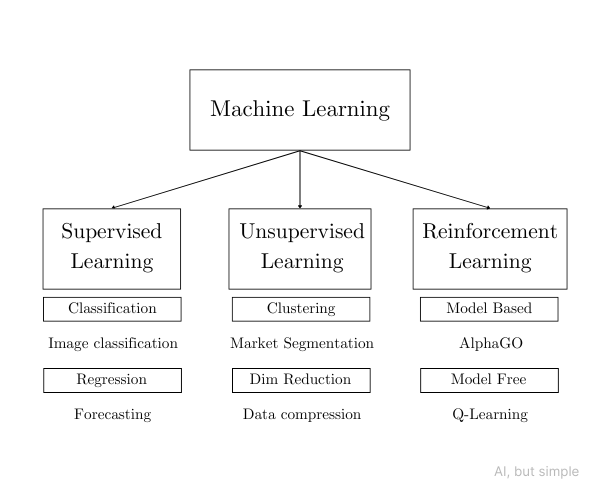 Machine Learning
Supervised
Learning
Unsupervised
Learning
Reinforcement
Learning
Classification
Clustering
Model Based
Image classification
Market Segmentation
AlphaGO
Regression
Dim Reduction
Model Free
Forecasting
Data compression
Q-Learning
AI, but simple